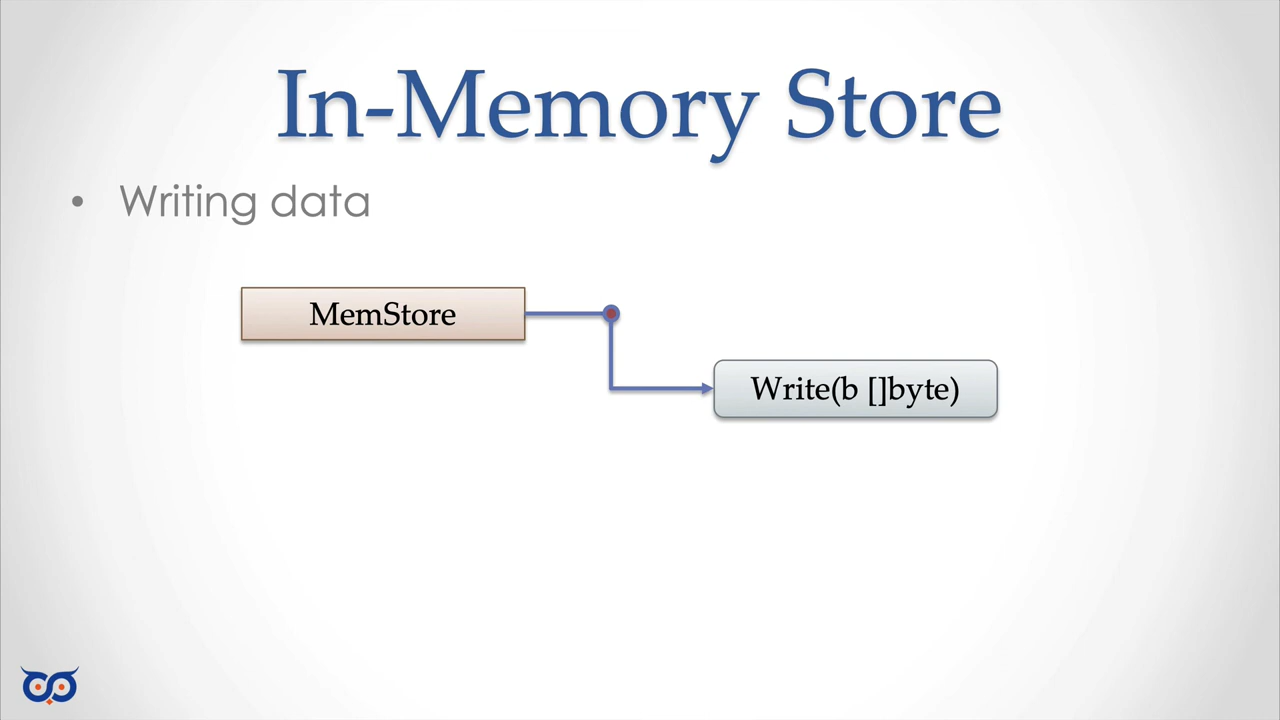 In-Memory Store
• Writing data
MemStore
Write(b []byte)